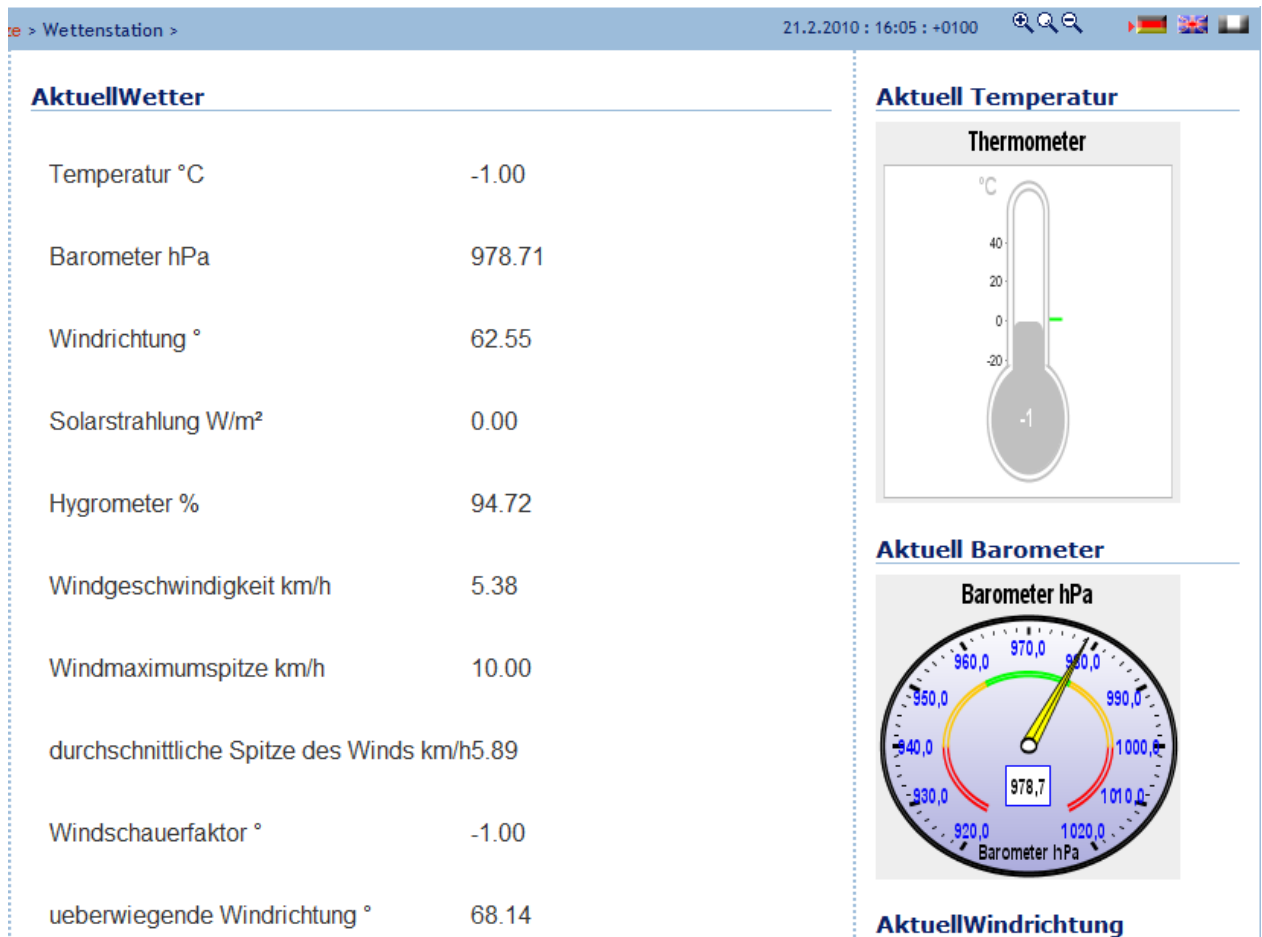 > Wettenstation >
21.2.2010 : 16:05 : +0100
AktuellWetter
Temperatur °C -1.00
Barometer hPa 978.71
Windrichtung ° 62.55
Solarstrahlung W/m² 0.00
Hygrometer % 94.72
Windgeschwindigkeit km/h 5.38
Windmaximumspitze km/h 10.00
durchschnittliche Spitze des Winds km/h5.89
Windschauerfaktor ° -1.00
ueberwiegende Windrichtung ° 68.14
Aktuell Temperatur
Thermometer
°C
40
20
0
-20
-1
Aktuell Barometer
Barometer hPa
970,0
960,0
980,0
950,0
990,0
940,0
1000,0
930,0
978,7
1010,0
920,0
1020,0
Barometer hPa
AktuellWindrichtung